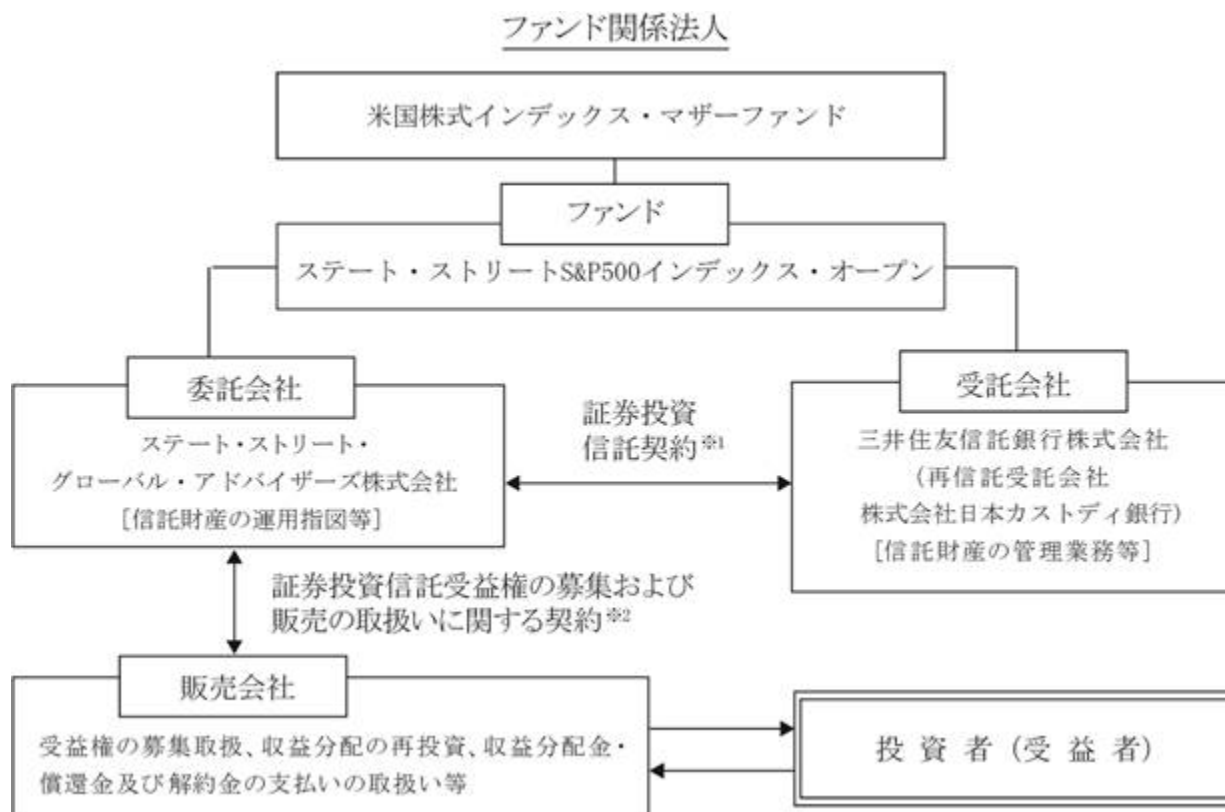 ファンド関係法人
米国株式インデックス・マザーファンド
ファンド
ステート・ストリートS&P500インデックス・オープン
委託会社
ステート・ストリート・
グローバル・アドバイザーズ株式会社
[信託財産の運用指図等]
証券投資
信託契約※1
受託会社
三井住友信託銀行株式会社
(再信託受託会社
株式会社日本カストディ銀行)
[信託財産の管理業務等]
証券投資信託受益権の募集および
販売の取扱いに関する契約※2
販売会社
受益権の募集取扱、収益分配の再投資、収益分配金・
償還金及び解約金の支払いの取扱い等
投資者(受益者)